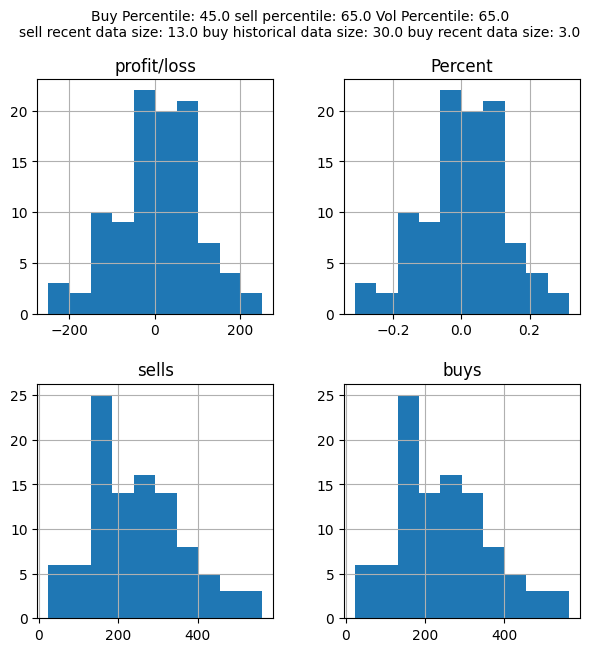 Buy Percentile: 45.0 sell percentile: 65.0 Vol Percentile: 65.0
sell recent data size: 13.0 buy historical data size: 30.0 buy recent data size: 3.0
profit/loss
20
15
10
5
0
−200 0 200
Percent
20
15
10
5
0
−0.2 0.0 0.2
sells
25
20
15
10
5
0
0 200 400
buys
25
20
15
10
5
0
0 200 400